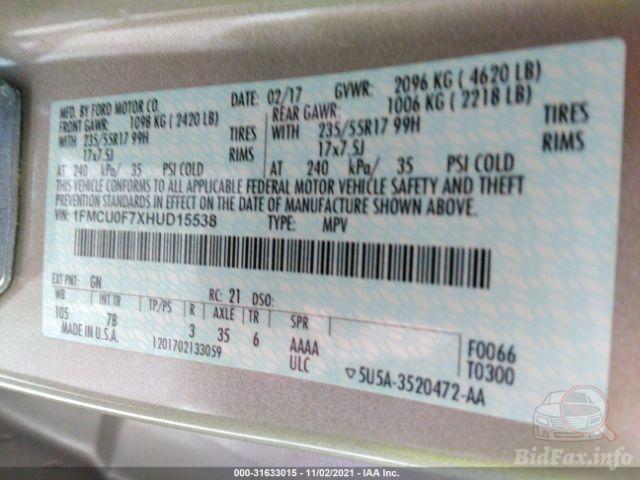 MFD. BY FORD MOTOR CO.
DATE: 02/17 GVWR: 2096 KG ( 4620 LB)
FRONT GAWR: 1098 KG ( 2420 LB)
REAR GAWR: 1006 KG ( 2218 LB)
WITH 235/55R17 99H TIRES
WITH 235/55R17 99H TIRES
17x7.5J RIMS
17x7.5J RIMS
AT 240 kPa/ 35 PSI COLD
AT 240 kPa/ 35 PSI COLD
THIS VEHICLE CONFORMS TO ALL APPLICABLE FEDERAL MOTOR VEHICLE SAFETY AND THEFT
PREVENTION STANDARDS IN EFFECT ON THE DATE OF MANUFACTURE SHOWN ABOVE.
VIN: 1FMCU0F7XHUD15538 TYPE: MPV
EXT PNT: GN RC: 21 DSO:
WB INT TR TP/PS R AXLE TR SPR
105 7B 3 35 6 AAAA F0066
MADE IN U.S.A. 1201702133059 ULC T0300
▽5U5A-3520472-AA
BidFax.info
000-31633015 - 11/02/2021 - IAA Inc.